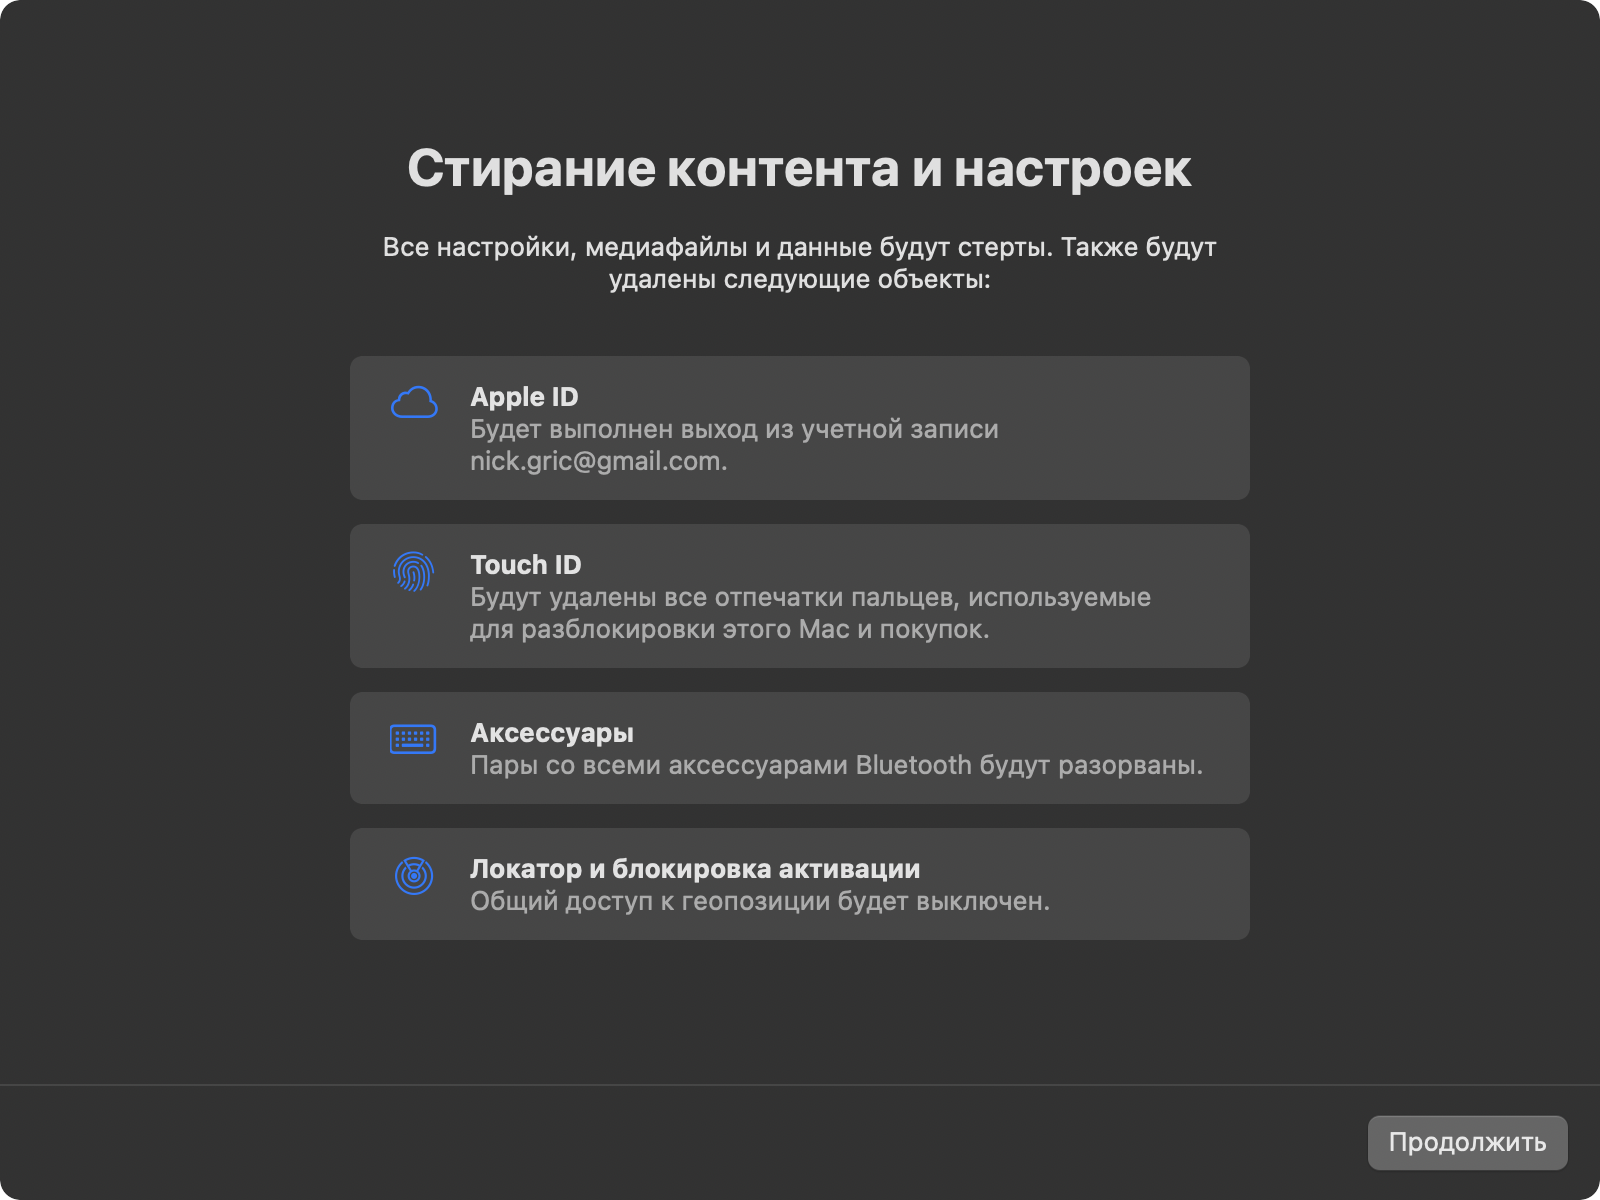 Стирание контента и настроек
Все настройки, медиафайлы и данные будут стерты. Также будут
удалены следующие объекты:
Apple ID
Будет выполнен выход из учетной записи
nick.gric@gmail.com.
Touch ID
Будут удалены все отпечатки пальцев, используемые
для разблокировки этого Mac и покупок.
Аксессуары
Пары со всеми аксессуарами Bluetooth будут разорваны.
Локатор и блокировка активации
Общий доступ к геопозиции будет выключен.
Продолжить